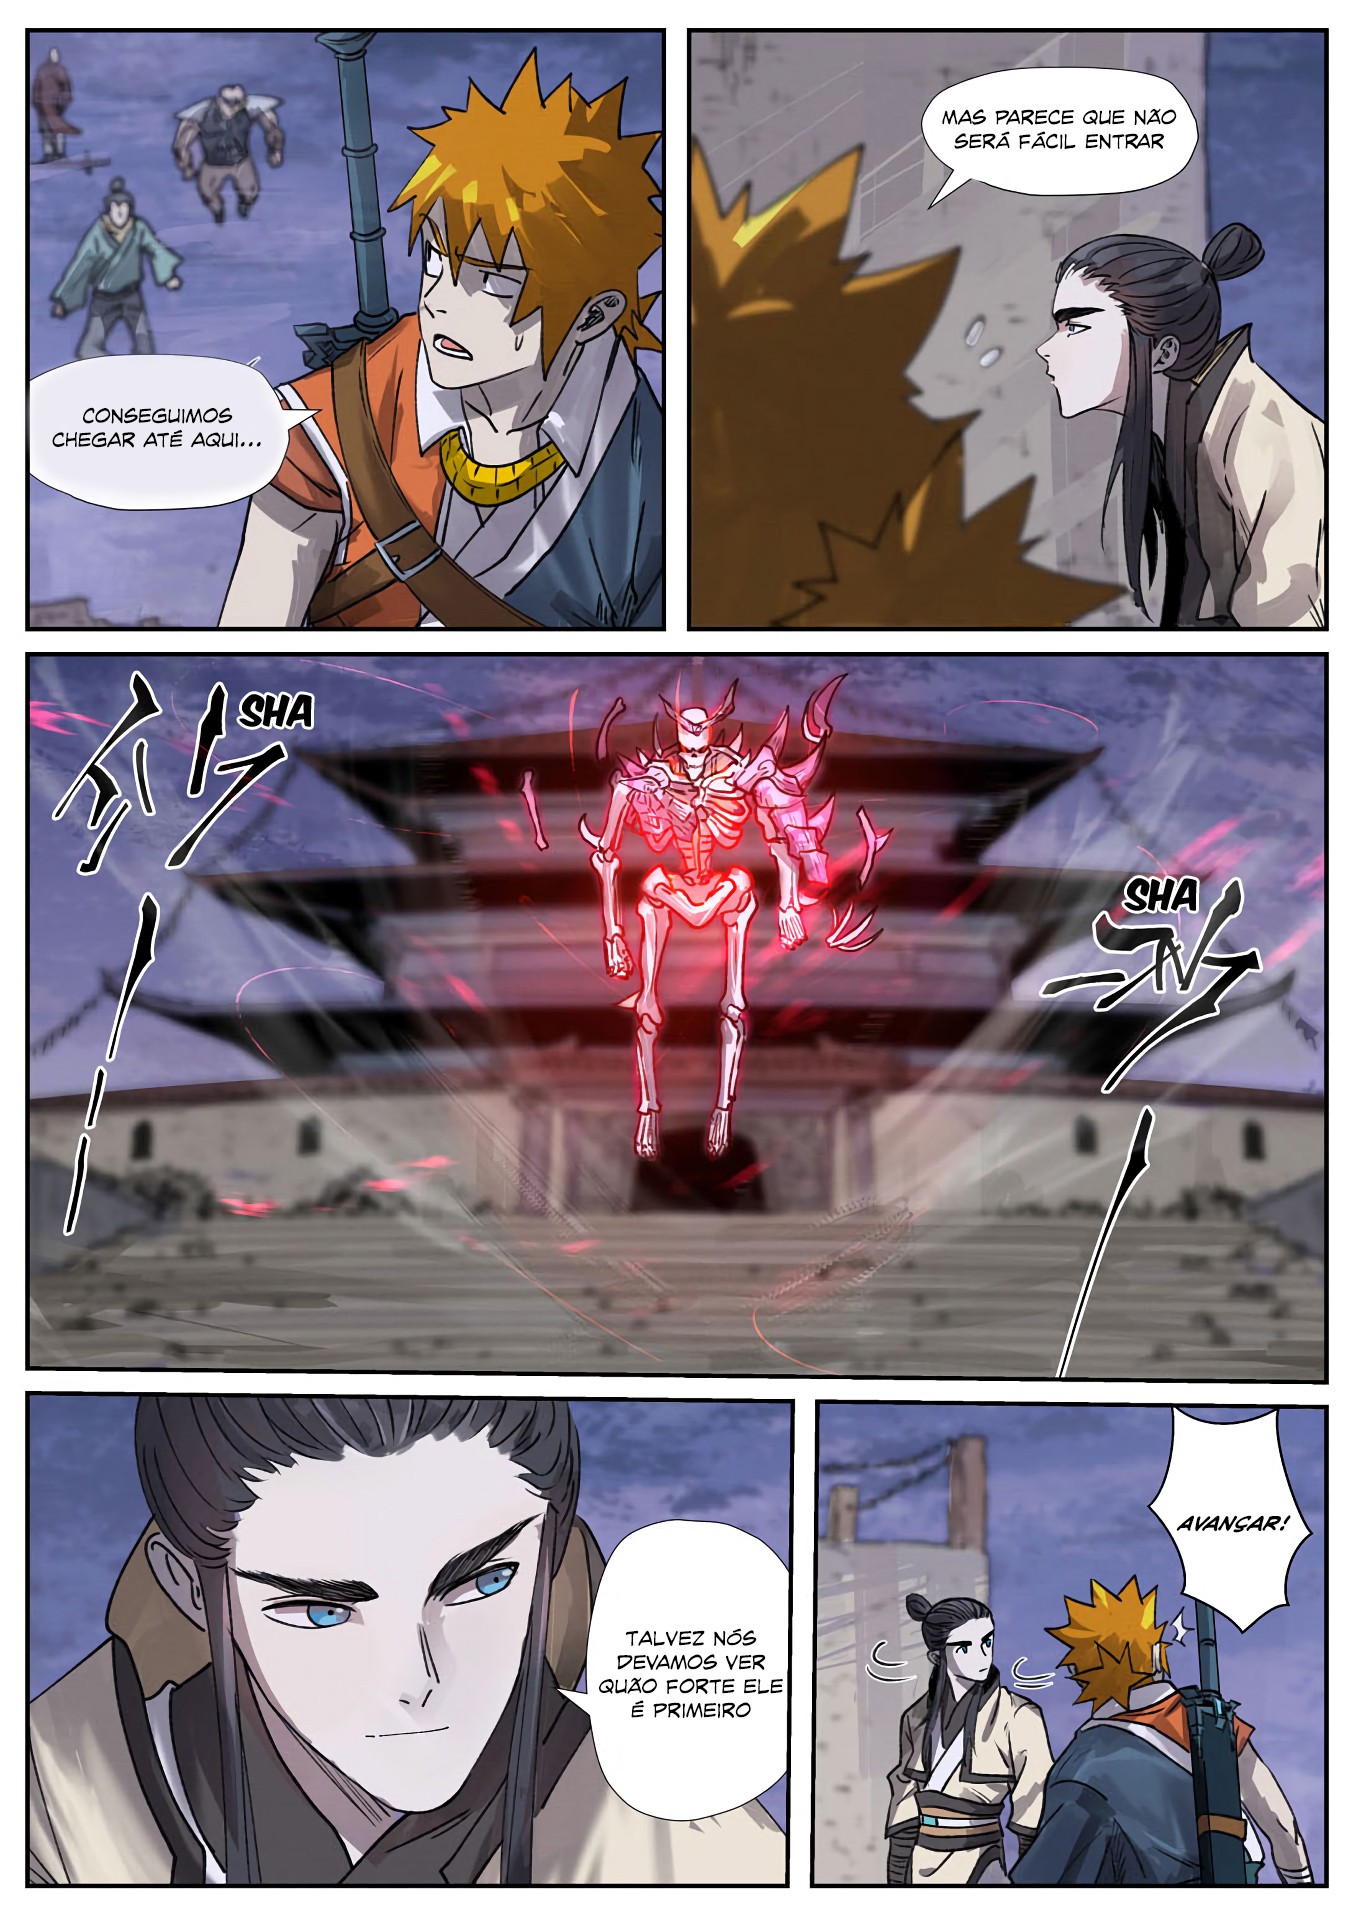 CONSEGUIMOS
CHEGAR ATÉ AQUI...
MAS PARECE QUE NÃO
SERÁ FÁCIL ENTRAR
SHA
SHA
TALVEZ NÓS
DEVAMOS VER
QUÃO FORTE ELE
É PRIMEIRO
AVANÇAR!